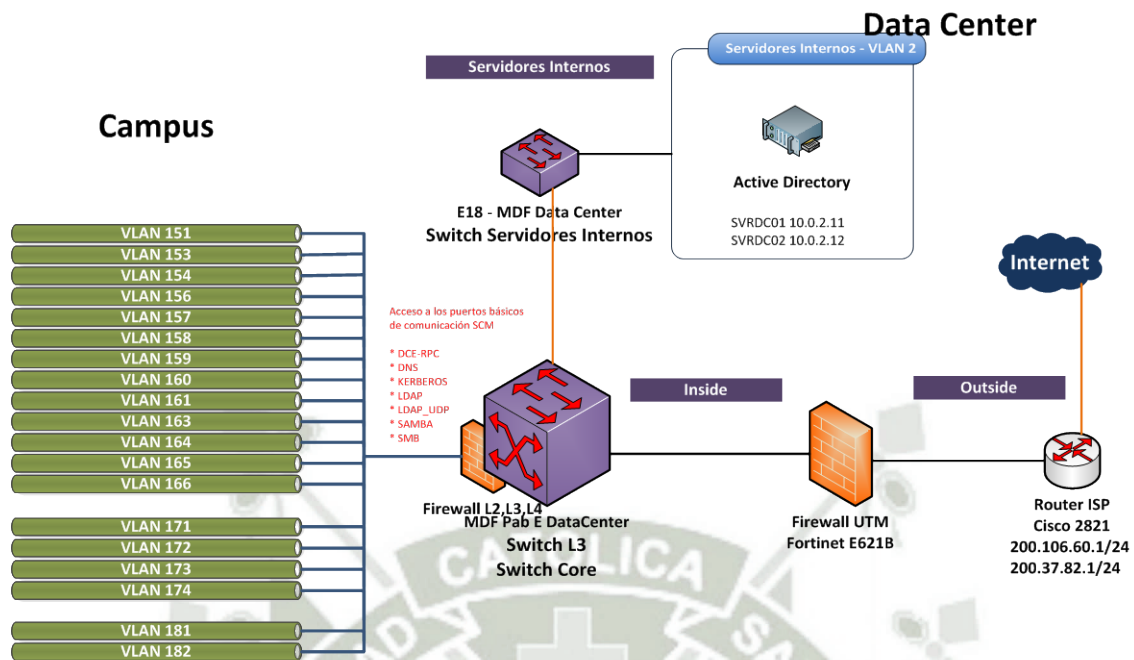 Data Center
Servidores Internos - VLAN 2
Servidores Internos
Campus
Active Directory
SVRDC01 10.0.2.11
SVRDC02 10.0.2.12
E18 - MDF Data Center
Switch Servidores Internos
VLAN 151
VLAN 153
VLAN 154
VLAN 156
VLAN 157
VLAN 158
VLAN 159
VLAN 160
VLAN 161
VLAN 163
VLAN 164
VLAN 165
VLAN 166
VLAN 171
VLAN 172
VLAN 173
VLAN 174
VLAN 181
VLAN 182
Acceso a los puertos básicos
de comunicación SCM
* DCE-RPC
* DNS
* KERBEROS
* LDAP
* LDAP_UDP
* SAMBA
* SMB
Firewall L2,L3,L4
MDF Pab E DataCenter
Switch L3
Switch Core
Inside
Firewall UTM
Fortinet E621B
Outside
Internet
Router ISP
Cisco 2821
200.106.60.1/24
200.37.82.1/24
CATOLICA